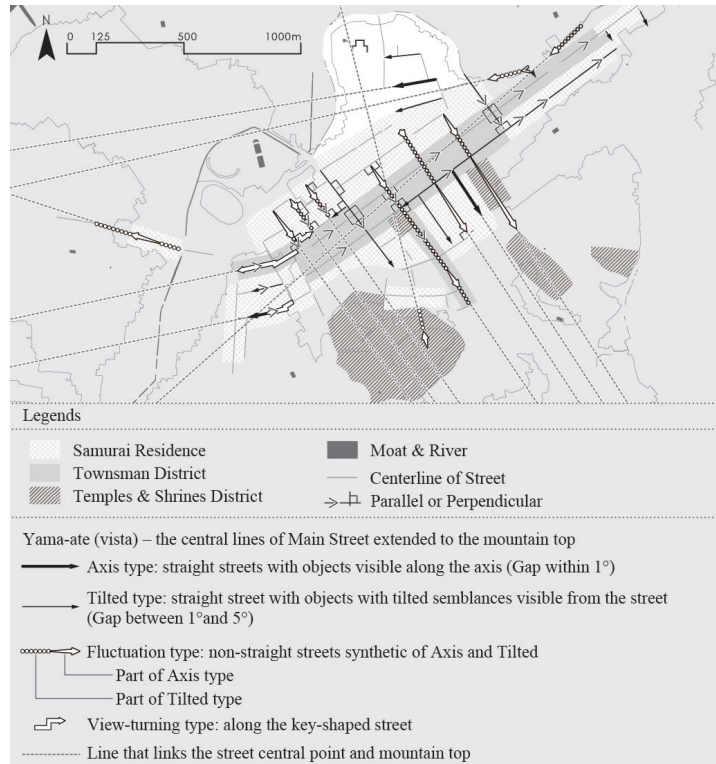 N
0 125 500 1000m
Legends
Samurai Residence
Townsman District
Temples & Shrines District
Moat & River
Centerline of Street
Parallel or Perpendicular
Yama-ate (vista) – the central lines of Main Street extended to the mountain top
Axis type: straight streets with objects visible along the axis (Gap within 1°)
Tilted type: straight street with objects with tilted semblances visible from the street
(Gap between 1°and 5°)
Fluctuation type: non-straight streets synthetic of Axis and Tilted
Part of Axis type
Part of Tilted type
View-turning type: along the key-shaped street
Line that links the street central point and mountain top